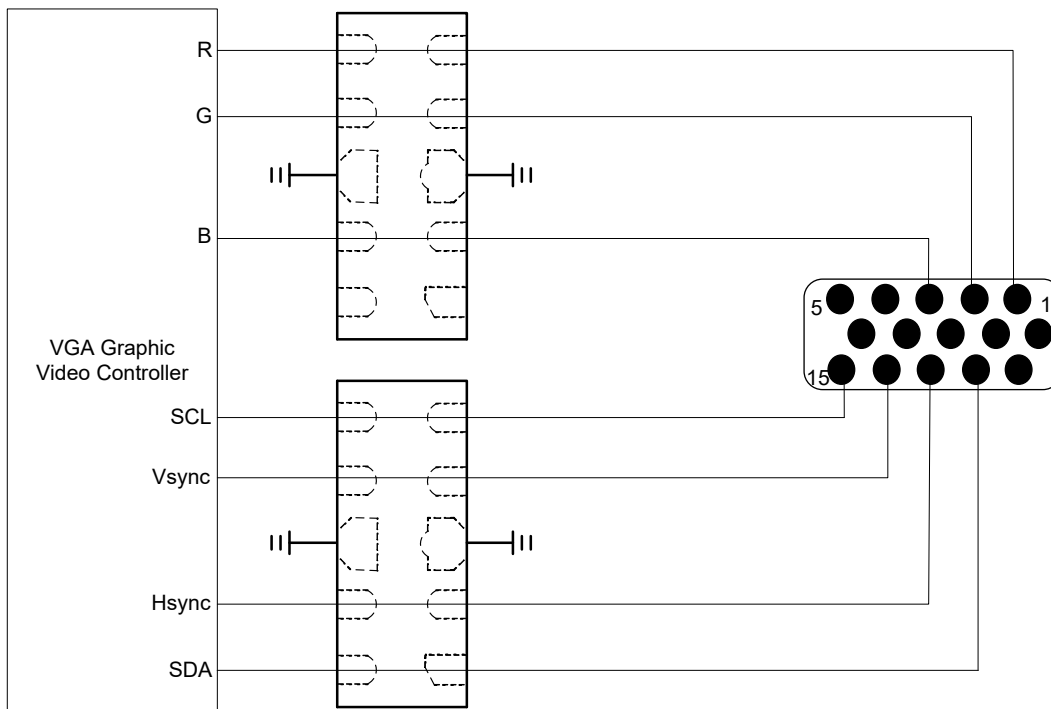 R
G
B
5
1
VGA Graphic
Video Controller
15
SCL
Vsync
Hsync
SDA